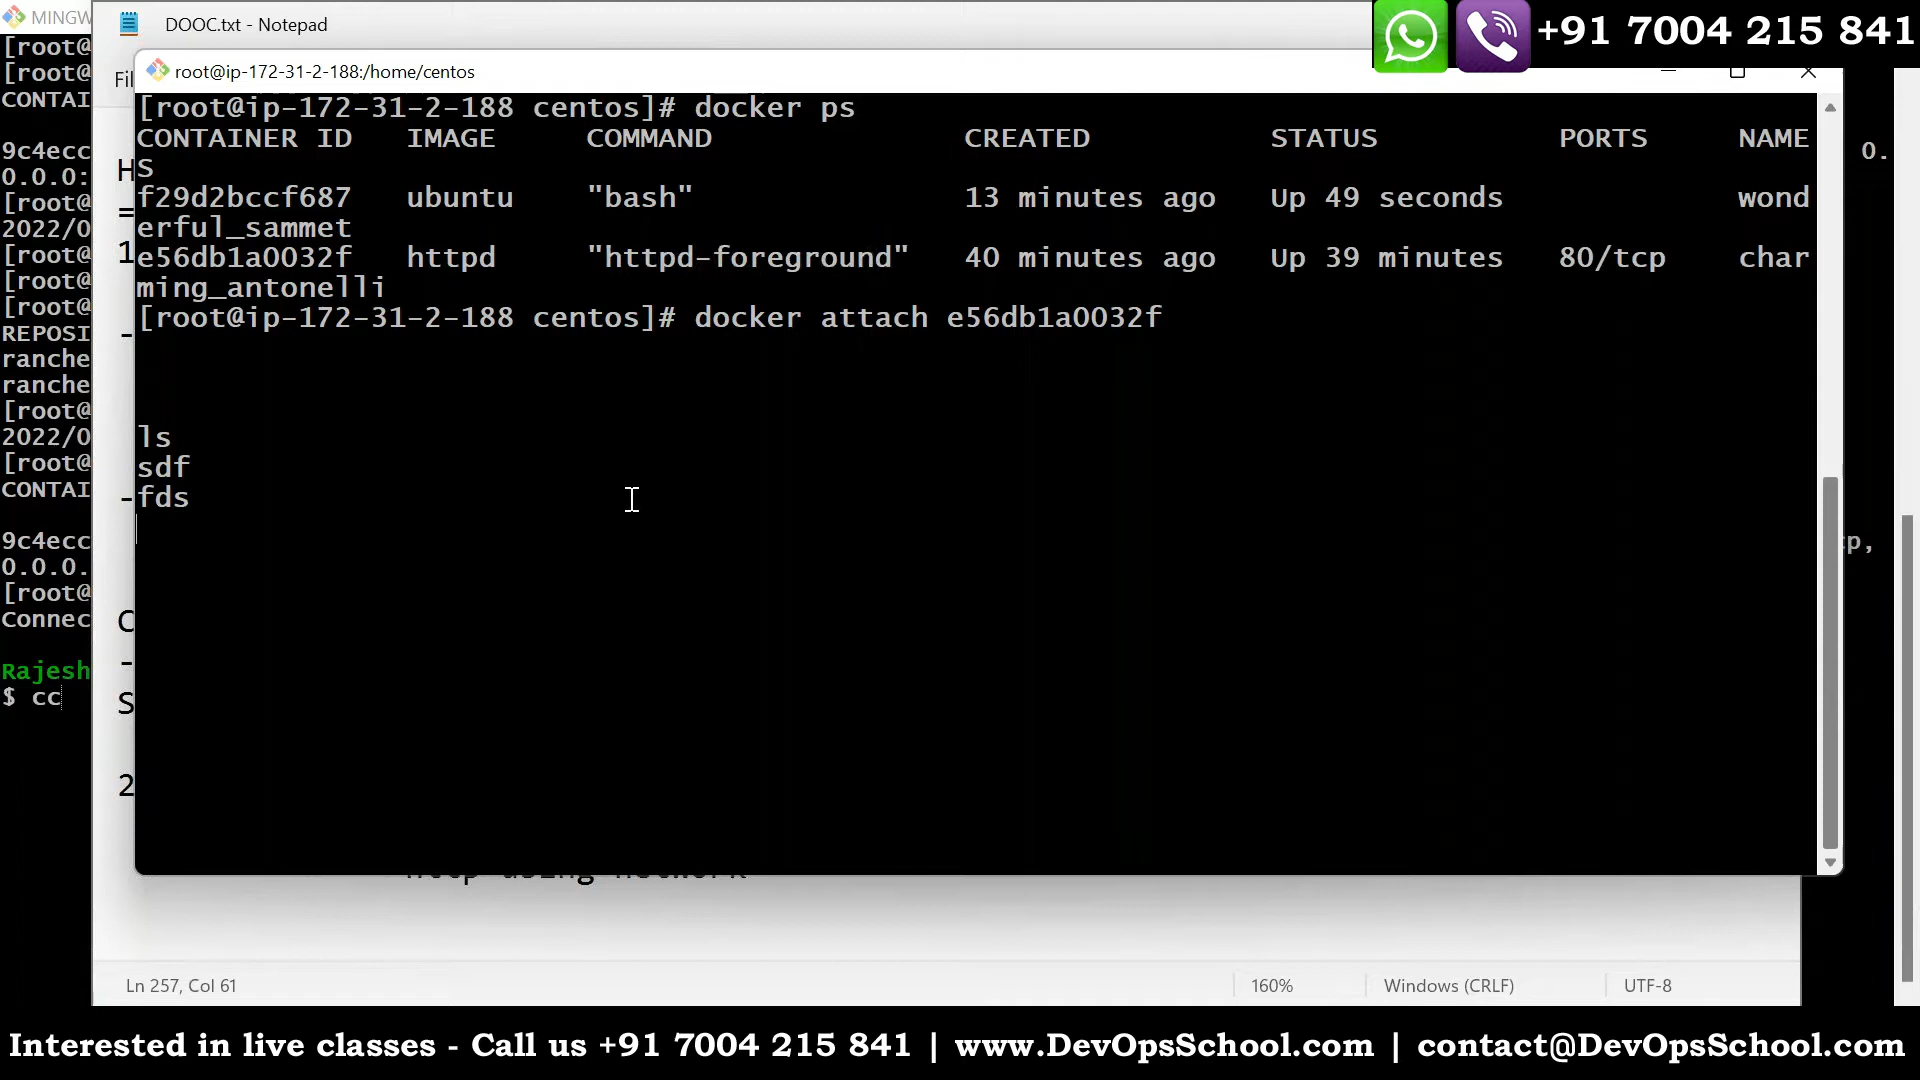 MINGW
DOOC.txt - Notepad
+91 7004 215 841
[root@
[root@
CONTAI
9c4ecc
0.0.0:
[root@
2022/0
[root@
[root@
[root@
REPOSI
ranche
ranche
[root@
2022/0
[root@
CONTAI
9c4ecc
0.0.0.
[root@
Connec
Rajesh
$ cc
Fil
H
=
1
-
-
C
-
S
2
root@ip-172-31-2-188:/home/centos
[root@ip-172-31-2-188 centos]# docker ps
CONTAINER ID   IMAGE     COMMAND              CREATED          STATUS          PORTS     NAME
S
f29d2bccf687   ubuntu    "bash"               13 minutes ago   Up 49 seconds             wond
erful_sammet
e56db1a0032f   httpd     "httpd-foreground"   40 minutes ago   Up 39 minutes   80/tcp    char
ming_antonelli
[root@ip-172-31-2-188 centos]# docker attach e56db1a0032f
ls
sdf
fds
0.
p,
Ln 257, Col 61
160%
Windows (CRLF)
UTF-8
Interested in live classes - Call us +91 7004 215 841 | www.DevOpsSchool.com | contact@DevOpsSchool.com